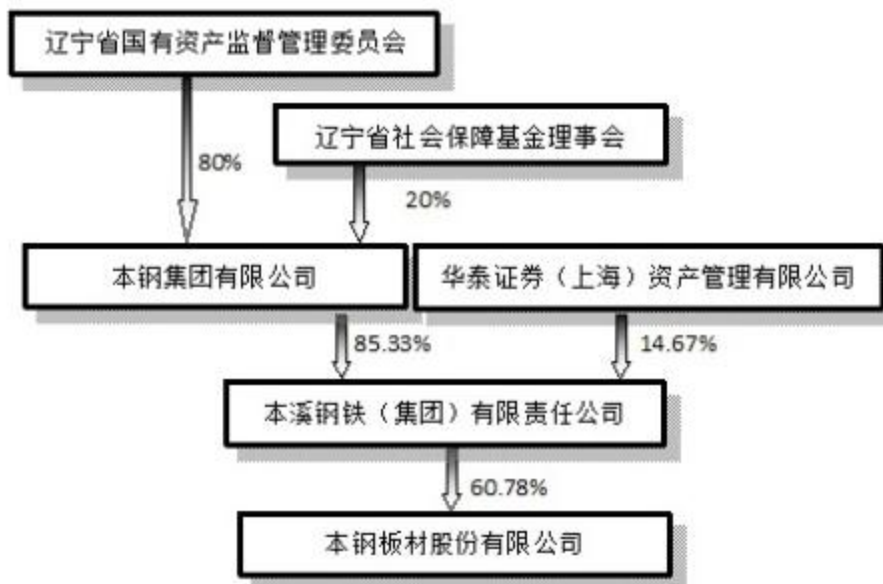 辽宁省国有资产监督管理委员会
辽宁省社会保障基金理事会
80%
20%
本钢集团有限公司
华泰证券（上海）资产管理有限公司
85.33%
14.67%
本溪钢铁（集团）有限责任公司
60.78%
本钢板材股份有限公司